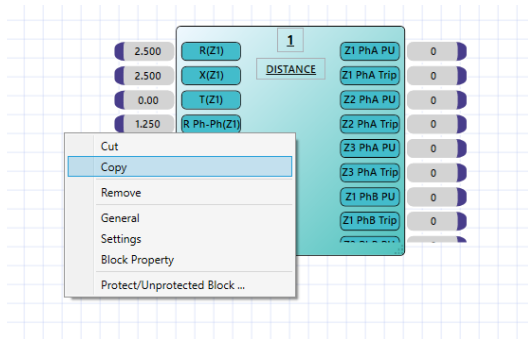 1
DISTANCE
2.500 R(Z1) Z1 PhA PU 0
2.500 X(Z1) Z1 PhA Trip 0
0.00 T(Z1) Z2 PhA PU 0
1.250 R Ph-Ph(Z1) Z2 PhA Trip 0
Z3 PhA PU 0
Z3 PhA Trip 0
Z1 PhB PU 0
Z1 PhB Trip 0
Cut
Copy
Remove
General
Settings
Block Property
Protect/Unprotected Block ...